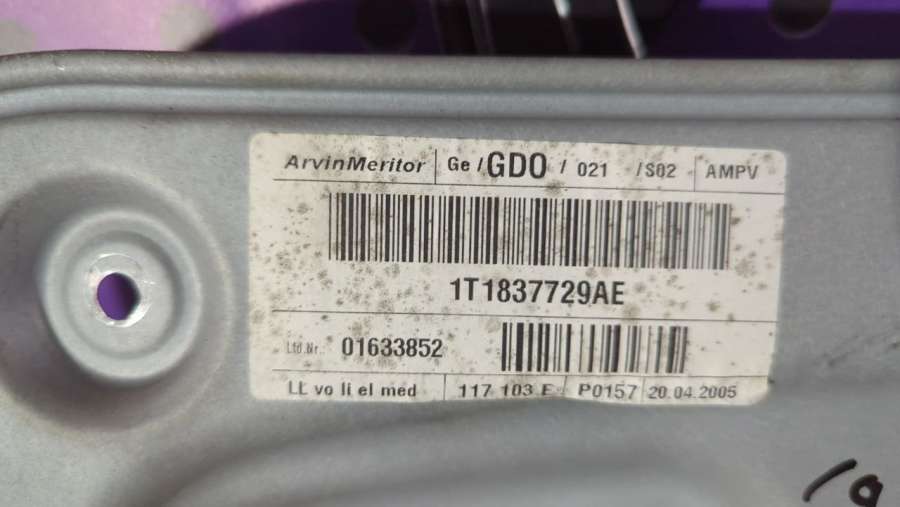 ArvinMeritor Ge / GDO / 021 /S02 AMPV
1T1837729AE
Ltd.Nr.: 01633852
LL vo li el med 117 103 E P0157 20.04.2005